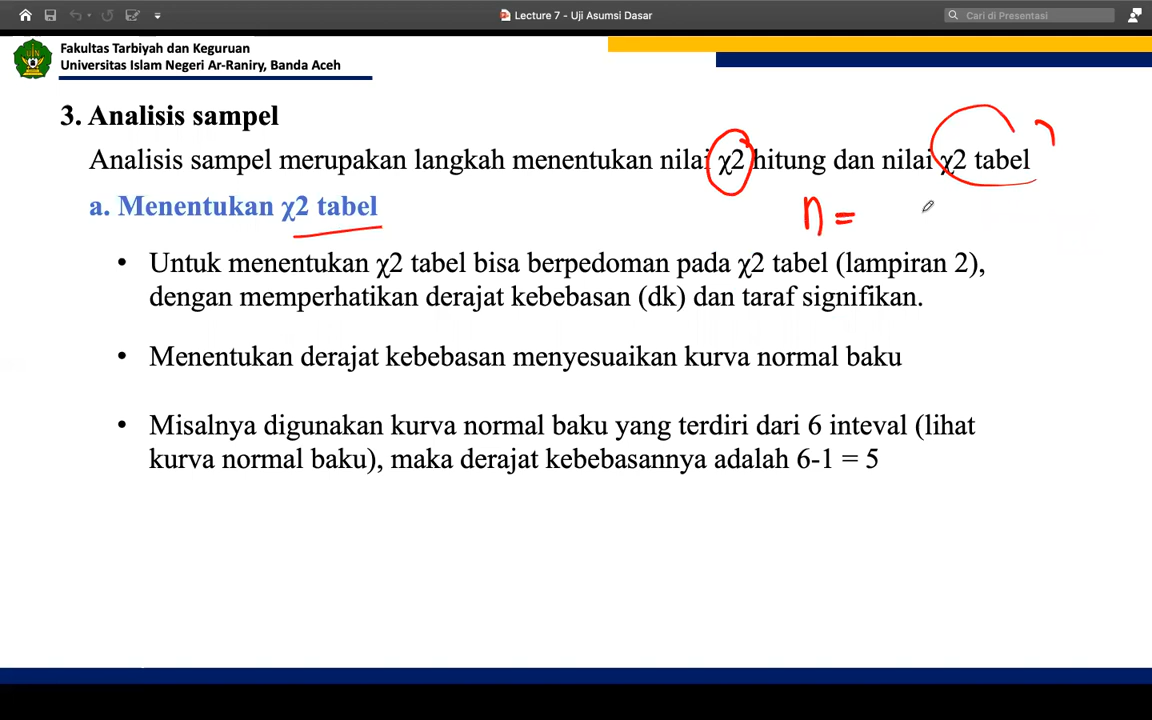 Lecture 7 - Uji Asumsi Dasar
Cari di Presentasi
Fakultas Tarbiyah dan Keguruan
Universitas Islam Negeri Ar-Raniry, Banda Aceh
3. Analisis sampel
Analisis sampel merupakan langkah menentukan nilai χ2 hitung dan nilai χ2 tabel
a. Menentukan χ2 tabel
n =
• Untuk menentukan χ2 tabel bisa berpedoman pada χ2 tabel (lampiran 2),
dengan memperhatikan derajat kebebasan (dk) dan taraf signifikan.
• Menentukan derajat kebebasan menyesuaikan kurva normal baku
• Misalnya digunakan kurva normal baku yang terdiri dari 6 inteval (lihat
kurva normal baku), maka derajat kebebasannya adalah 6-1 = 5